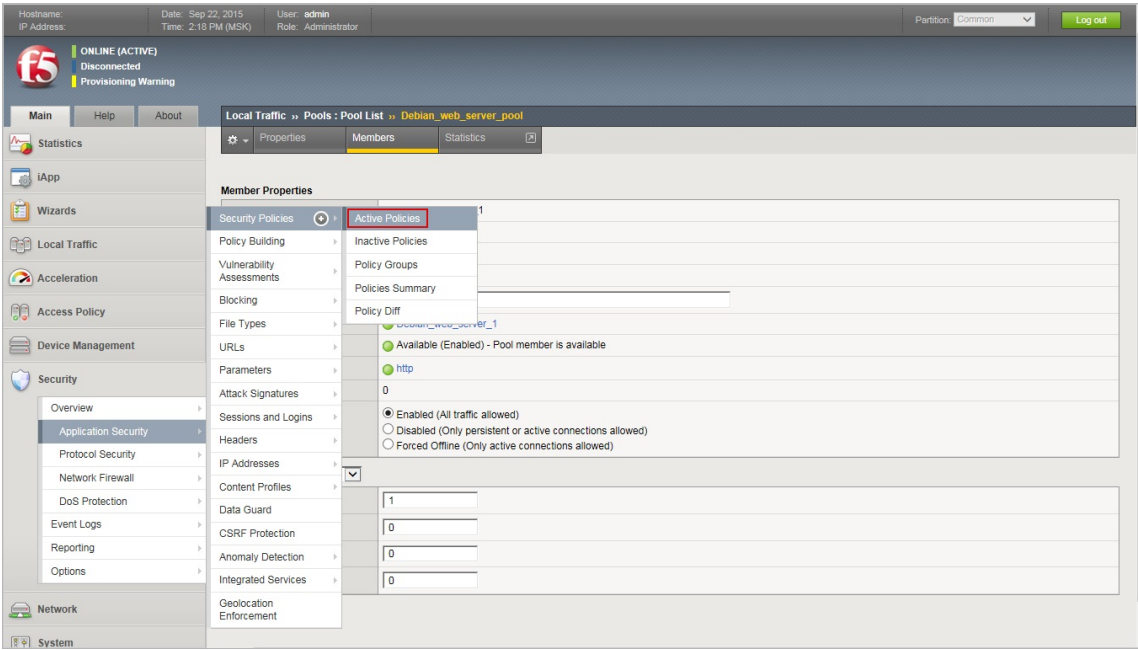 Hostname:
IP Address:
Date: Sep 22, 2015
Time: 2:18 PM (MSK)
User: admin
Role: Administrator
Partition: Common
Log out
f5
ONLINE (ACTIVE)
Disconnected
Provisioning Warning
Main
Help
About
Local Traffic ›› Pools : Pool List ›› Debian_web_server_pool
Properties
Members
Statistics
Statistics
iApp
Wizards
Local Traffic
Acceleration
Access Policy
Device Management
Security
Overview
Application Security
Protocol Security
Network Firewall
DoS Protection
Event Logs
Reporting
Options
Network
System
Member Properties
Security Policies
Policy Building
Vulnerability
Assessments
Blocking
File Types
URLs
Parameters
Attack Signatures
Sessions and Logins
Headers
IP Addresses
Content Profiles
Data Guard
CSRF Protection
Anomaly Detection
Integrated Services
Geolocation
Enforcement
Active Policies
Inactive Policies
Policy Groups
Policies Summary
Policy Diff
1
Debian_web_server_1
Available (Enabled) - Pool member is available
http
0
Enabled (All traffic allowed)
Disabled (Only persistent or active connections allowed)
Forced Offline (Only active connections allowed)
1
0
0
0